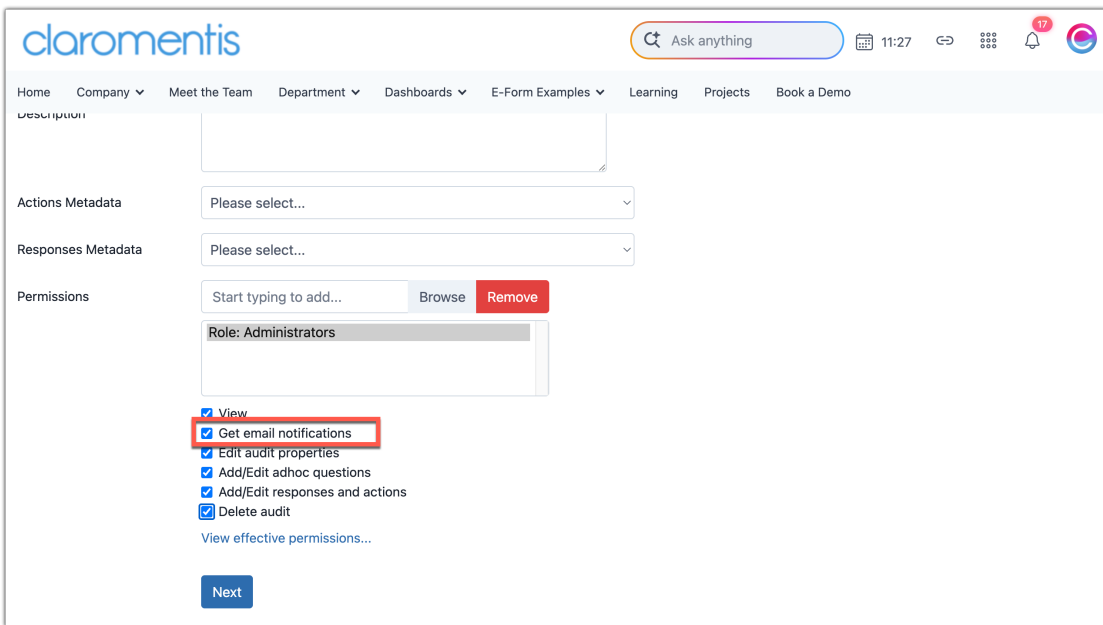 claromentis
Ask anything
11:27
17
Home Company Meet the Team Department Dashboards E-Form Examples Learning Projects Book a Demo
Description
Actions Metadata Please select...
Responses Metadata Please select...
Permissions Start typing to add... Browse Remove
Role: Administrators
View
Get email notifications
Edit audit properties
Add/Edit adhoc questions
Add/Edit responses and actions
Delete audit
View effective permissions...
Next